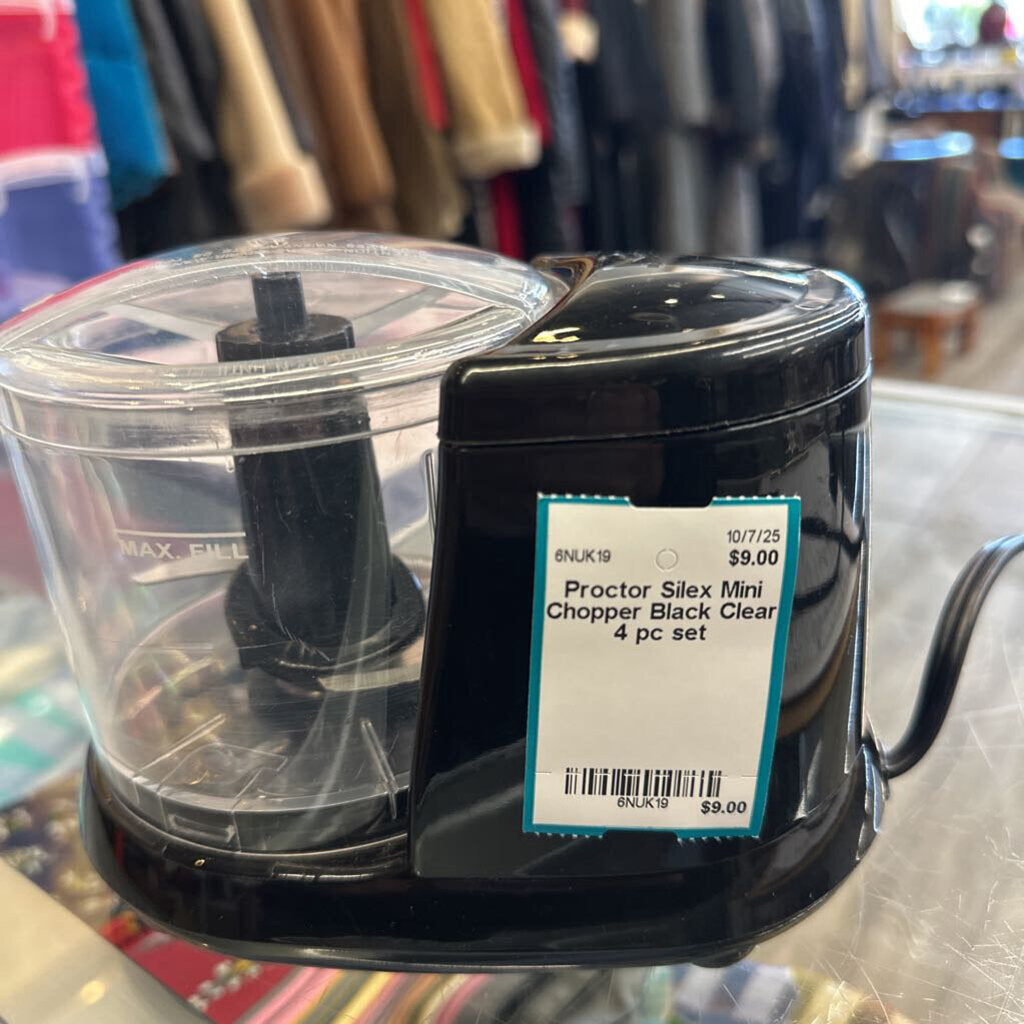 MAX. FILL
10/7/25
6NUK19
$9.00
Proctor Silex Mini
Chopper Black Clear
4 pc set
6NUK19
$9.00